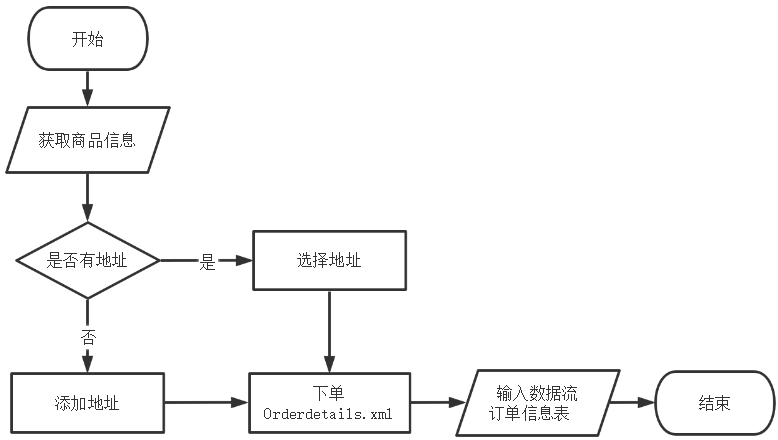 开始
获取商品信息
是否有地址
是
选择地址
否
添加地址
下单
Orderdetails.xml
输入数据流
订单信息表
结束